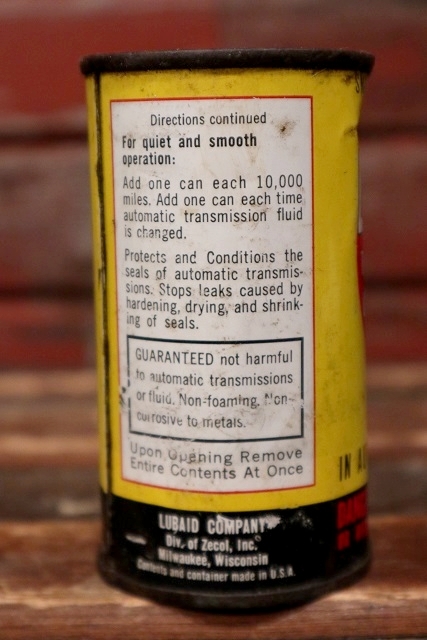 Directions continued
For quiet and smooth
operation:
Add one can each 10,000
miles. Add one can each time
automatic transmission fluid
is changed.
Protects and Conditions the
seals of automatic transmis-
sions. Stops leaks caused by
hardening, drying, and shrink-
ing of seals.
GUARANTEED not harmful
to automatic transmissions
or fluid. Non-foaming. Non-
corrosive to metals.
Upon Opening Remove
Entire Contents At Once
IN
LUBAID COMPANY
Div. of Zecol, Inc.
Milwaukee, Wisconsin
Contents and container made in U.S.A.